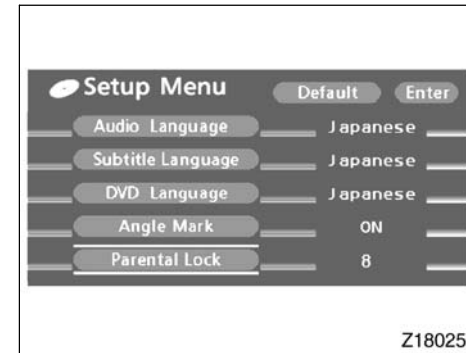 Setup Menu Default Enter
Audio Language Japanese
Subtitle Language Japanese
DVD Language Japanese
Angle Mark ON
Parental Lock 8
Z18025